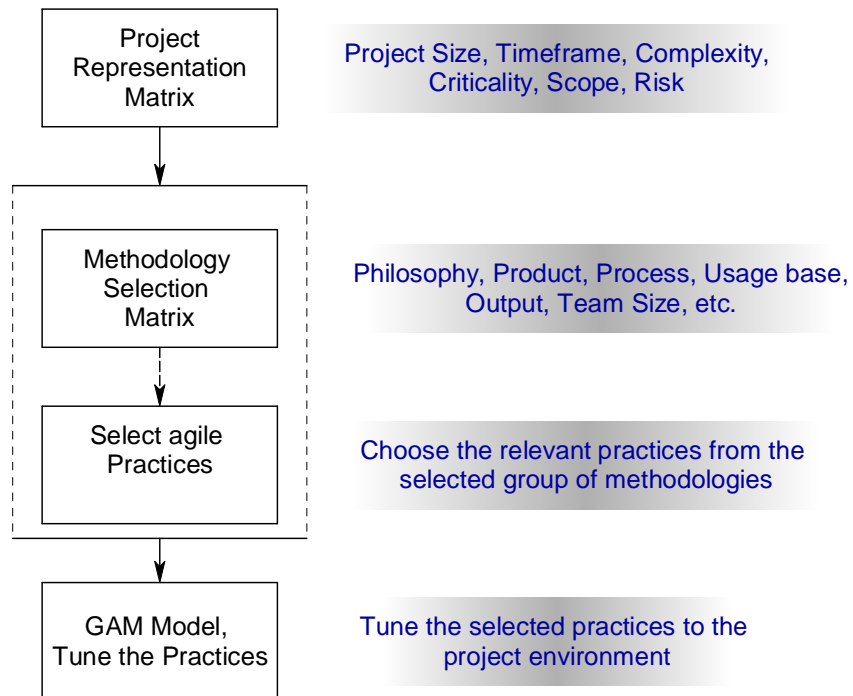 Project
Representation
Matrix
Project Size, Timeframe, Complexity,
Criticality, Scope, Risk
Methodology
Selection
Matrix
Philosophy, Product, Process, Usage base,
Output, Team Size, etc.
Select agile
Practices
Choose the relevant practices from the
selected group of methodologies
GAM Model,
Tune the Practices
Tune the selected practices to the
project environment